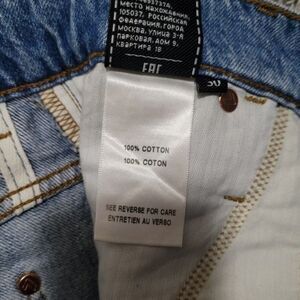 МЕСТО НАХОЖДЕНИЯ,
105037, РОССИЙСКАЯ
ФЕДЕРАЦИЯ, ГОРОД
МОСКВА, УЛИЦА 3-Я
ПАРКОВАЯ, ДОМ 9,
КВАРТИРА 18
EAC
30
100% COTTON
100% COTON
SEE REVERSE FOR CARE
ENTRETIEN AU VERSO